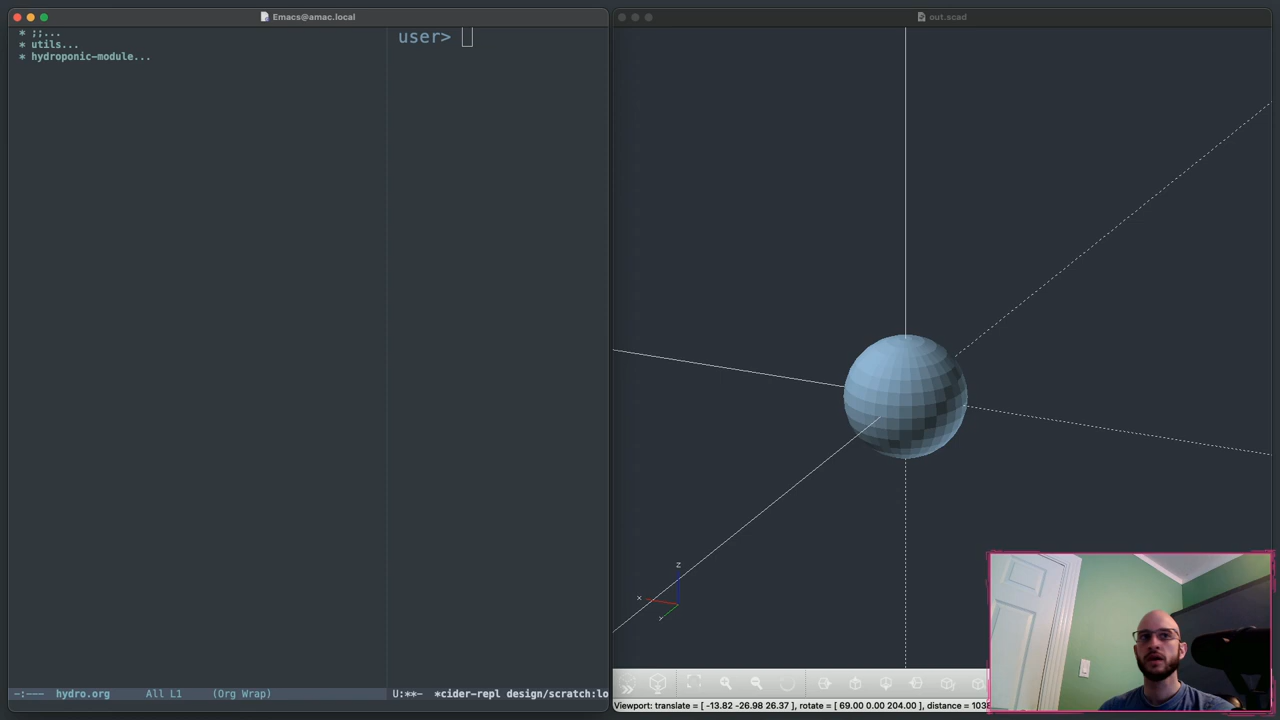 Emacs@amac.local
* ;;...
* utils...
* hydroponic-module...
user>
-:--- hydro.org All L1 (Org Wrap)
U:**- *cider-repl design/scratch:lo
out.scad
z
x
y
Viewport: translate = [ -13.82 -26.98 26.37 ], rotate = [ 69.00 0.00 204.00 ], distance = 1038